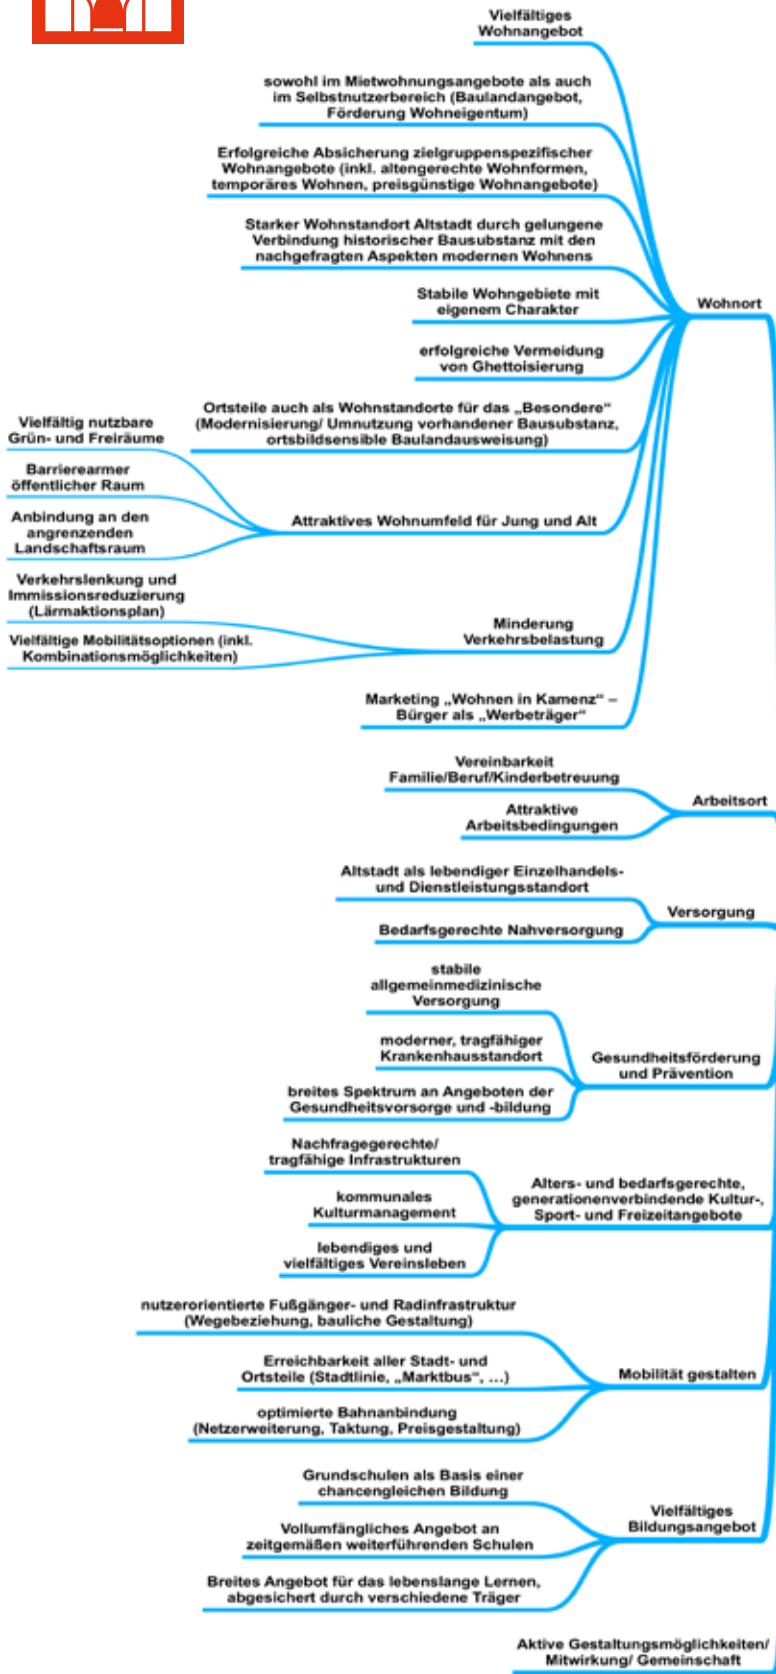 Vielfältiges
Wohnangebot
sowohl im Mietwohnungsangebote als auch
im Selbstnutzerbereich (Baulandangebot,
Förderung Wohneigentum)
Erfolgreiche Absicherung zielgruppenspezifischer
Wohnangebote (inkl. altengerechte Wohnformen,
temporäres Wohnen, preisgünstige Wohnangebote)
Starker Wohnstandort Altstadt durch gelungene
Verbindung historischer Bausubstanz mit den
nachgefragten Aspekten modernen Wohnens
Stabile Wohngebiete mit
eigenem Charakter
erfolgreiche Vermeidung
von Ghettoisierung
Ortsteile auch als Wohnstandorte für das „Besondere“
(Modernisierung/ Umnutzung vorhandener Bausubstanz,
ortsbildsensible Baulandausweisung)
Vielfältig nutzbare
Grün- und Freiräume
Barrierearmer
öffentlicher Raum
Anbindung an den
angrenzenden
Landschaftsraum
Attraktives Wohnumfeld für Jung und Alt
Verkehrslenkung und
Immissionsreduzierung
(Lärmaktionsplan)
Vielfältige Mobilitätsoptionen (inkl.
Kombinationsmöglichkeiten)
Minderung
Verkehrsbelastung
Marketing „Wohnen in Kamenz“ –
Bürger als „Werbeträger“
Wohnort
Vereinbarkeit
Familie/Beruf/Kinderbetreuung
Attraktive
Arbeitsbedingungen
Arbeitsort
Altstadt als lebendiger Einzelhandels-
und Dienstleistungsstandort
Bedarfsgerechte Nahversorgung
Versorgung
stabile
allgemeinmedizinische
Versorgung
moderner, tragfähiger
Krankenhausstandort
breites Spektrum an Angeboten der
Gesundheitsvorsorge und -bildung
Gesundheitsförderung
und Prävention
Nachfragegerechte/
tragfähige Infrastrukturen
kommunales
Kulturmanagement
lebendiges und
vielfältiges Vereinsleben
Alters- und bedarfsgerechte,
generationenverbindende Kultur-,
Sport- und Freizeitangebote
nutzerorientierte Fußgänger- und Radinfrastruktur
(Wegebeziehung, bauliche Gestaltung)
Erreichbarkeit aller Stadt- und
Ortsteile (Stadtlinie, „Marktbus“, ...)
optimierte Bahnanbindung
(Netzerweiterung, Taktung, Preisgestaltung)
Mobilität gestalten
Grundschulen als Basis einer
chancengleichen Bildung
Vollumfängliches Angebot an
zeitgemäßen weiterführenden Schulen
Breites Angebot für das lebenslange Lernen,
abgesichert durch verschiedene Träger
Vielfältiges
Bildungsangebot
Aktive Gestaltungsmöglichkeiten/
Mitwirkung/ Gemeinschaft